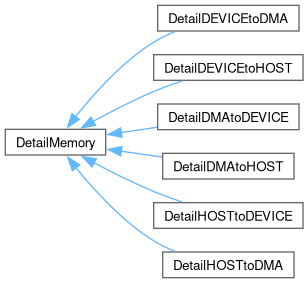 DetailDEVICEtoDMA
DetailDEVICEtoHOST
DetailDMAtoDEVICE
DetailMemory
DetailDMAtoHOST
DetailHOSTtoDEVICE
DetailHOSTtoDMA